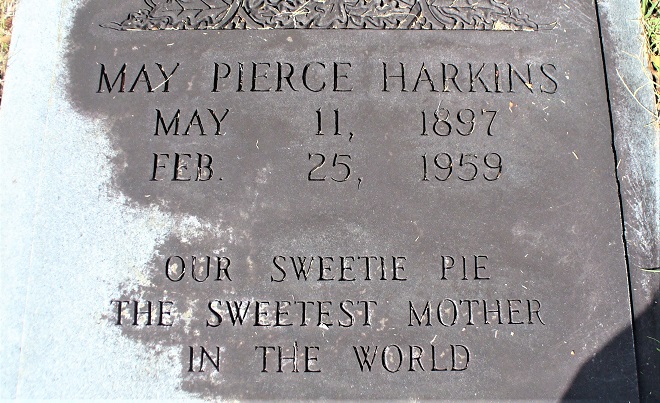 MAY PIERCE HARKINS
MAY 11, 1897
FEB. 25, 1959
OUR SWEETIE PIE
THE SWEETEST MOTHER
IN THE WORLD